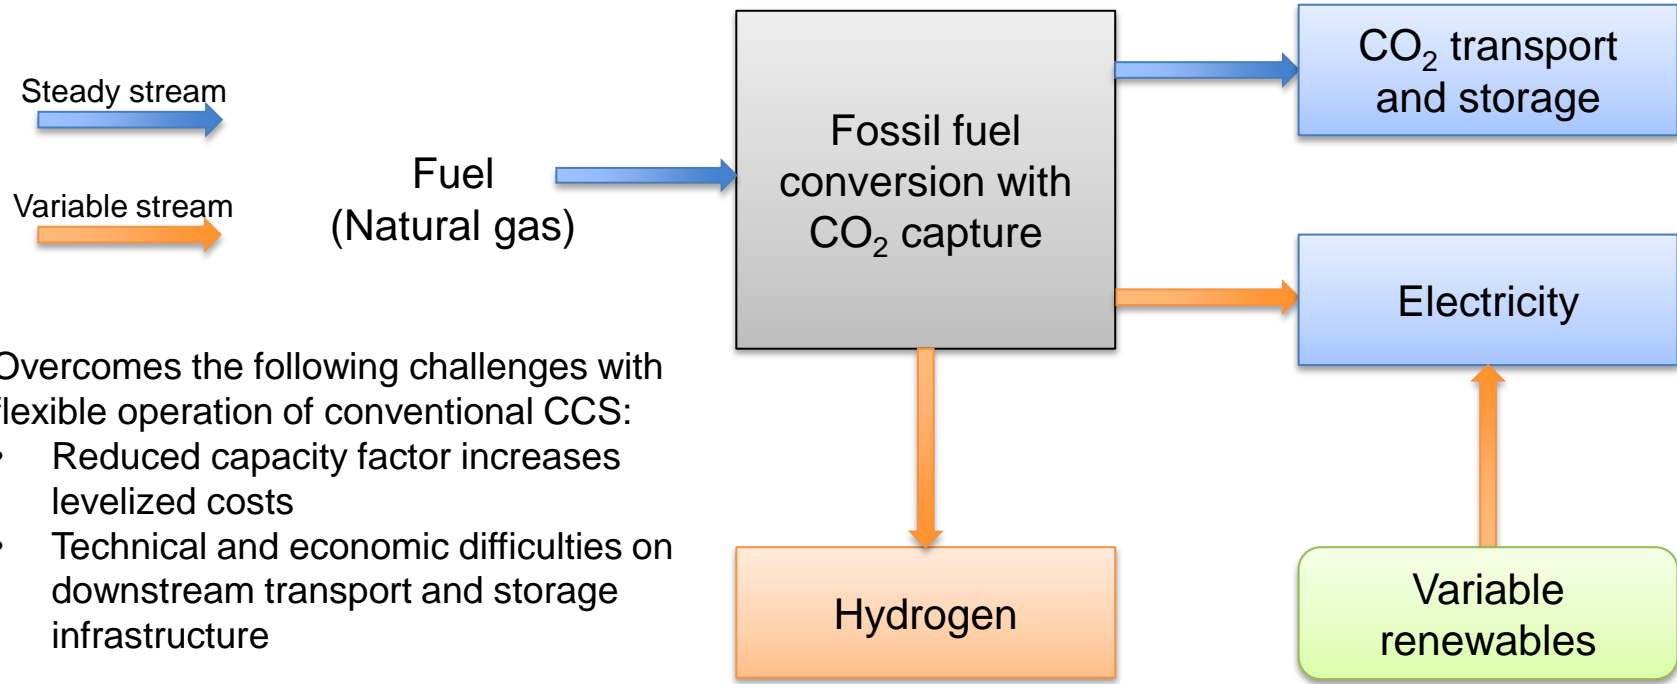 Steady stream
Variable stream
Fuel
(Natural gas)
Fossil fuel
conversion with
CO₂ capture
CO₂ transport
and storage
Electricity
Overcomes the following challenges with
flexible operation of conventional CCS:
• Reduced capacity factor increases
levelized costs
• Technical and economic difficulties on
downstream transport and storage
infrastructure
Hydrogen
Variable
renewables